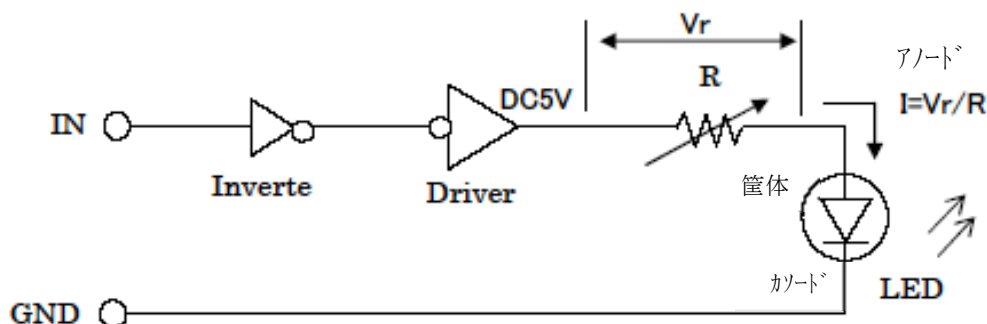 Vr
アノード
R
DC5V
I=Vr/R
IN
Inverte
Driver
筐体
カソード
LED
GND